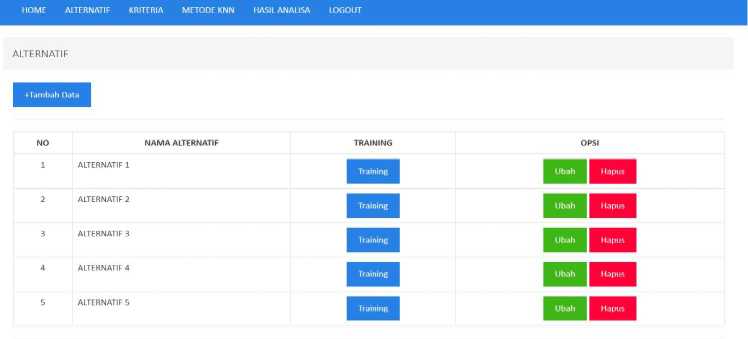 HOME ALTERNATIF KRITERIA METODE KNN HASIL ANALISA LOGOUT
ALTERNATIF
+Tambah Data
NO NAMA ALTERNATIF TRAINING OPSI
1 ALTERNATIF 1 Training Ubah Hapus
2 ALTERNATIF 2 Training Ubah Hapus
3 ALTERNATIF 3 Training Ubah Hapus
4 ALTERNATIF 4 Training Ubah Hapus
5 ALTERNATIF 5 Training Ubah Hapus